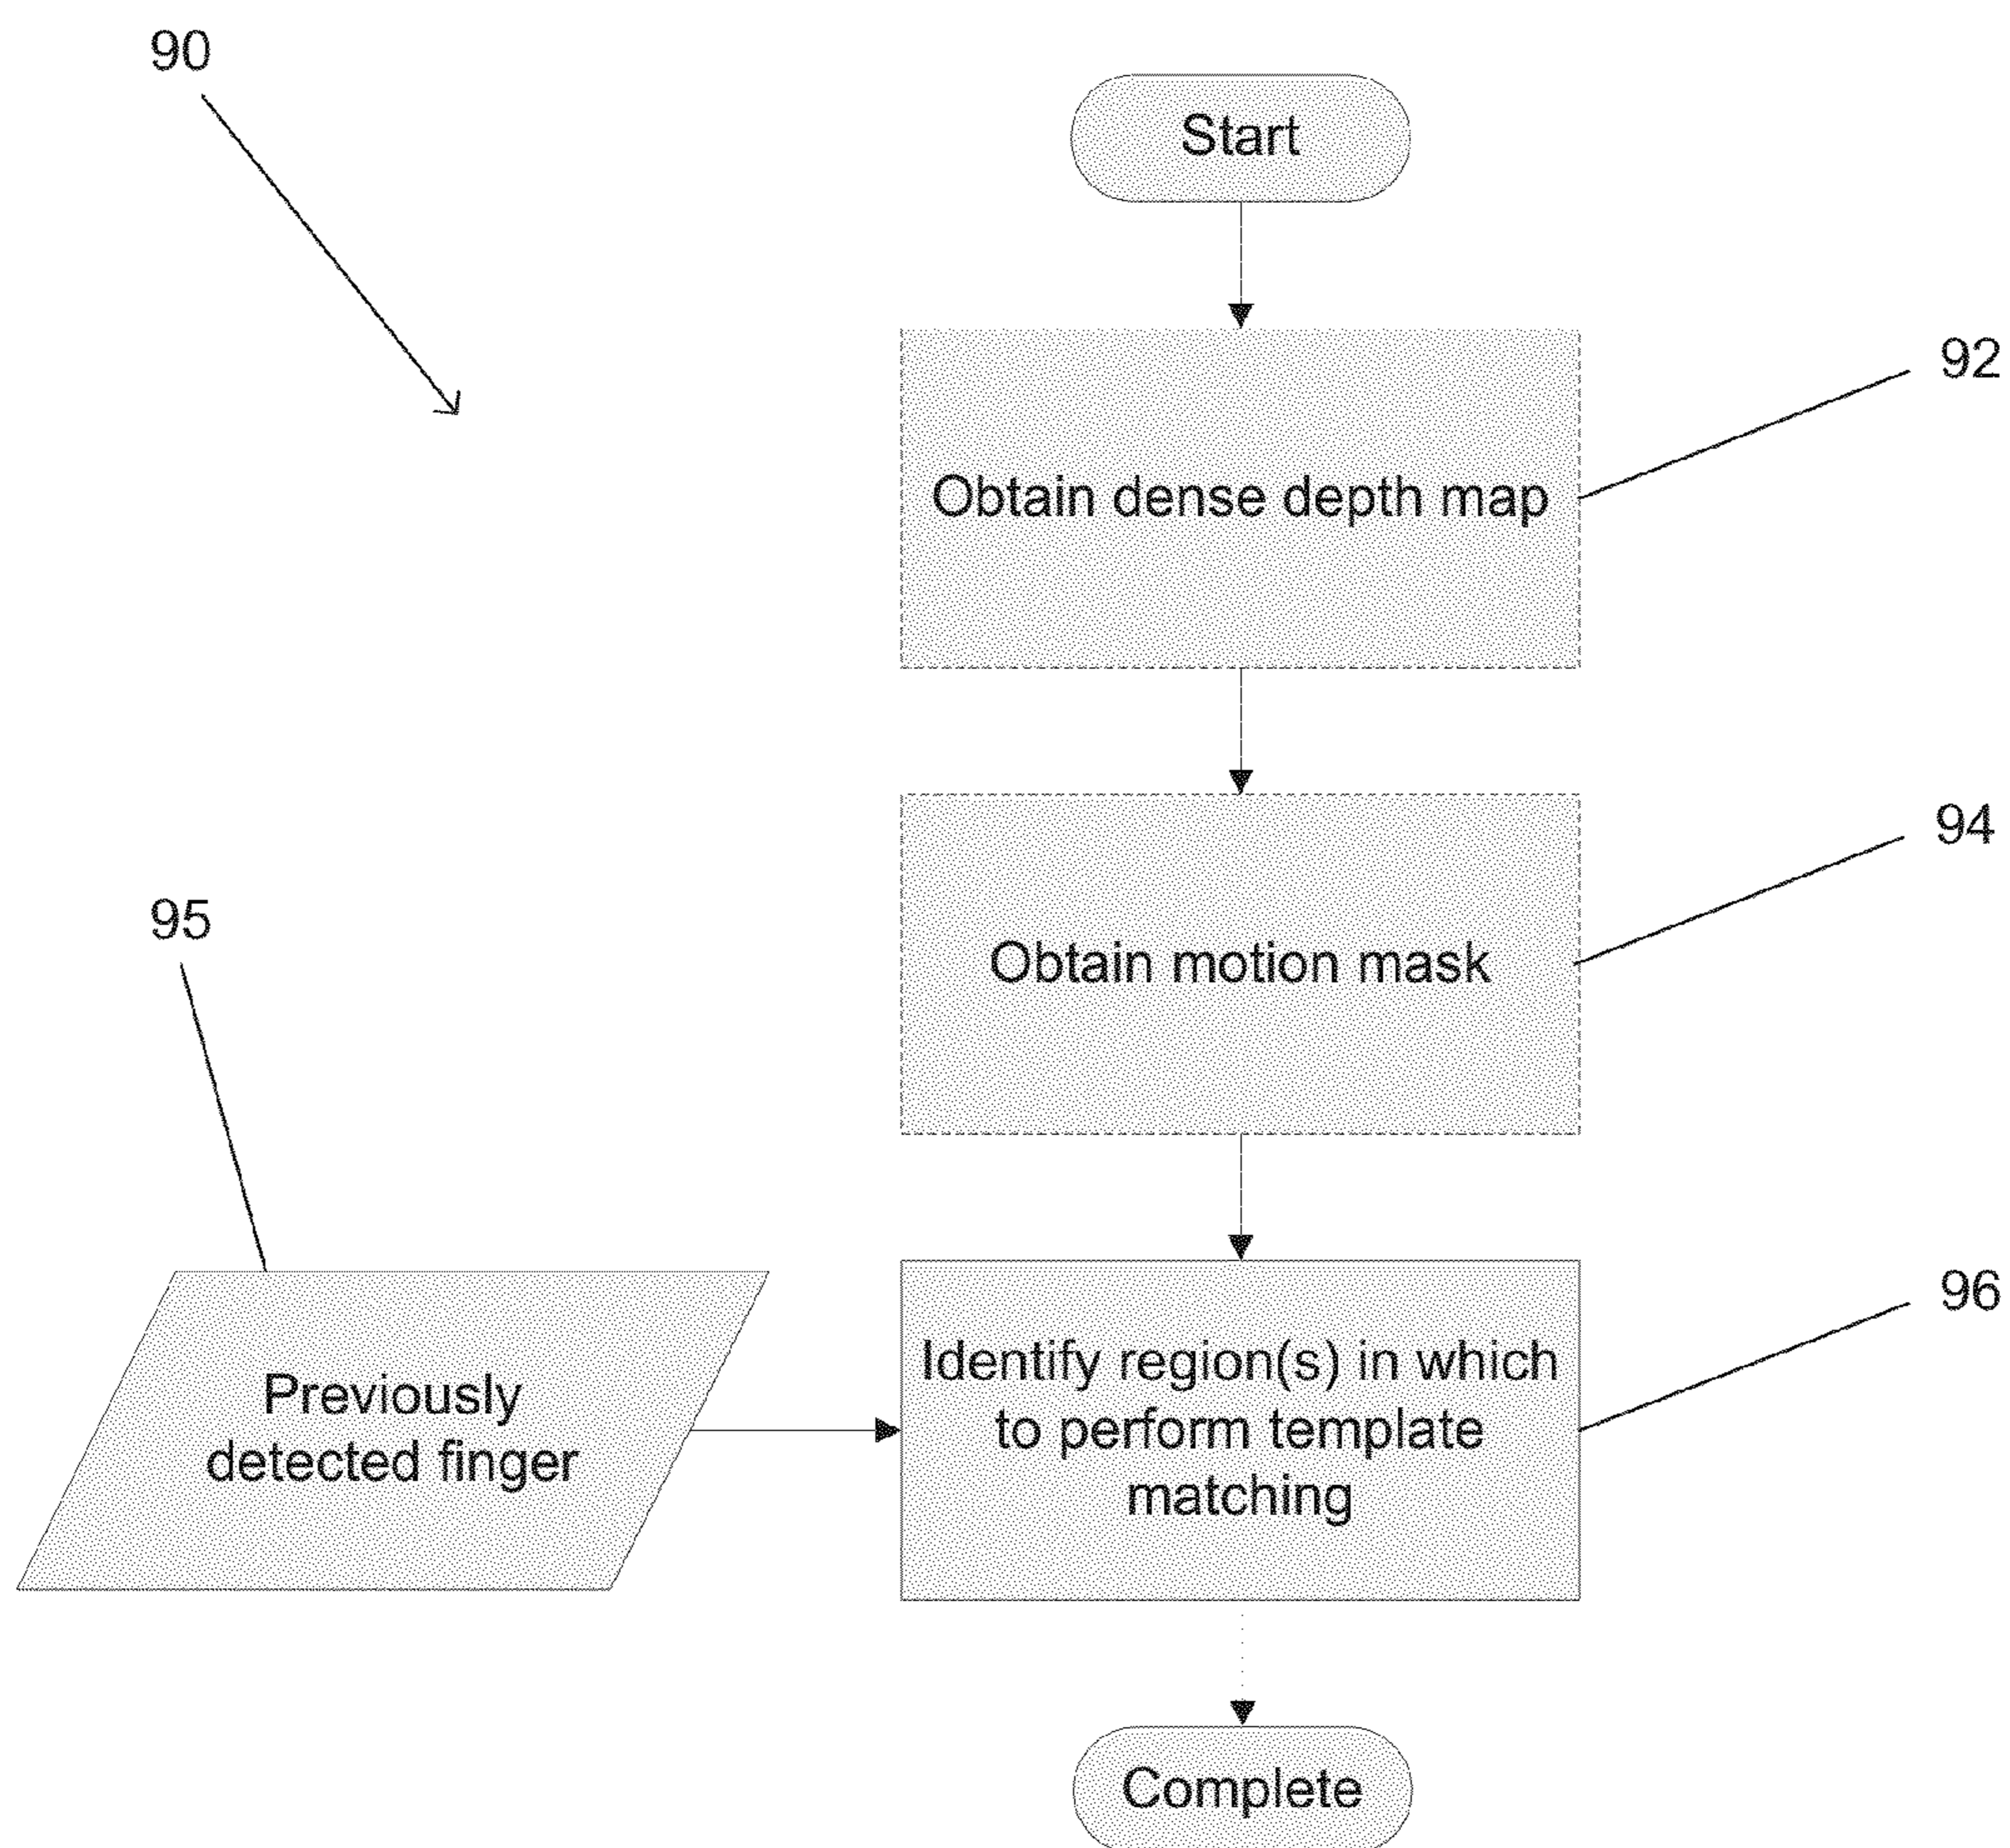 90
Start
92
Obtain dense depth map
94
Obtain motion mask
95
96
Previously
detected finger
Identify region(s) in which
to perform template
matching
Complete